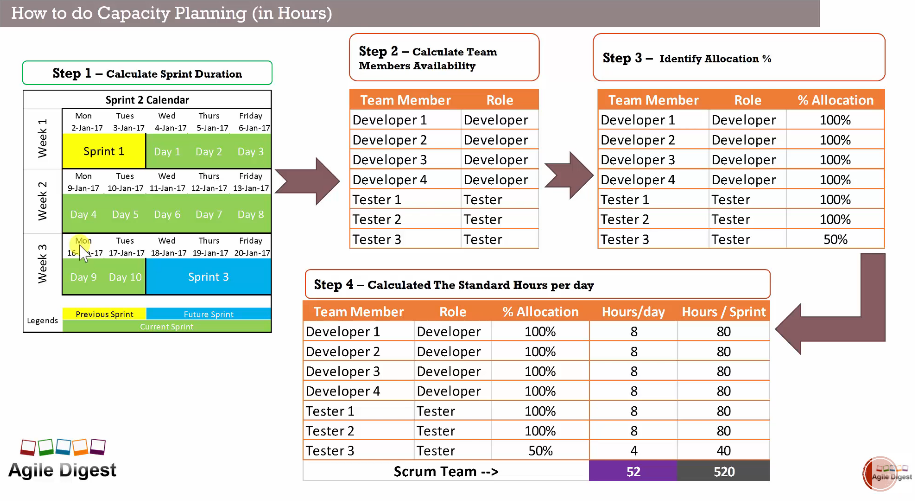 How to do Capacity Planning (in Hours)
Step 1 – Calculate Sprint Duration
Sprint 2 Calendar
Week 1
Mon Tues Wed Thurs Friday
2-Jan-17 3-Jan-17 4-Jan-17 5-Jan-17 6-Jan-17
Sprint 1 Day 1 Day 2 Day 3
Week 2
Mon Tues Wed Thurs Friday
9-Jan-17 10-Jan-17 11-Jan-17 12-Jan-17 13-Jan-17
Day 4 Day 5 Day 6 Day 7 Day 8
Week 3
Mon Tues Wed Thurs Friday
16-Jan-17 17-Jan-17 18-Jan-17 19-Jan-17 20-Jan-17
Day 9 Day 10 Sprint 3
Legends
Previous Sprint Future Sprint
Current Sprint
Step 2 – Calculate Team
Members Availability
Team Member Role
Developer 1 Developer
Developer 2 Developer
Developer 3 Developer
Developer 4 Developer
Tester 1 Tester
Tester 2 Tester
Tester 3 Tester
Step 3 – Identify Allocation %
Team Member Role % Allocation
Developer 1 Developer 100%
Developer 2 Developer 100%
Developer 3 Developer 100%
Developer 4 Developer 100%
Tester 1 Tester 100%
Tester 2 Tester 100%
Tester 3 Tester 50%
Step 4 – Calculated The Standard Hours per day
Team Member Role % Allocation Hours/day Hours / Sprint
Developer 1 Developer 100% 8 80
Developer 2 Developer 100% 8 80
Developer 3 Developer 100% 8 80
Developer 4 Developer 100% 8 80
Tester 1 Tester 100% 8 80
Tester 2 Tester 100% 8 80
Tester 3 Tester 50% 4 40
Scrum Team --> 52 520
Agile Digest
Agile Digest